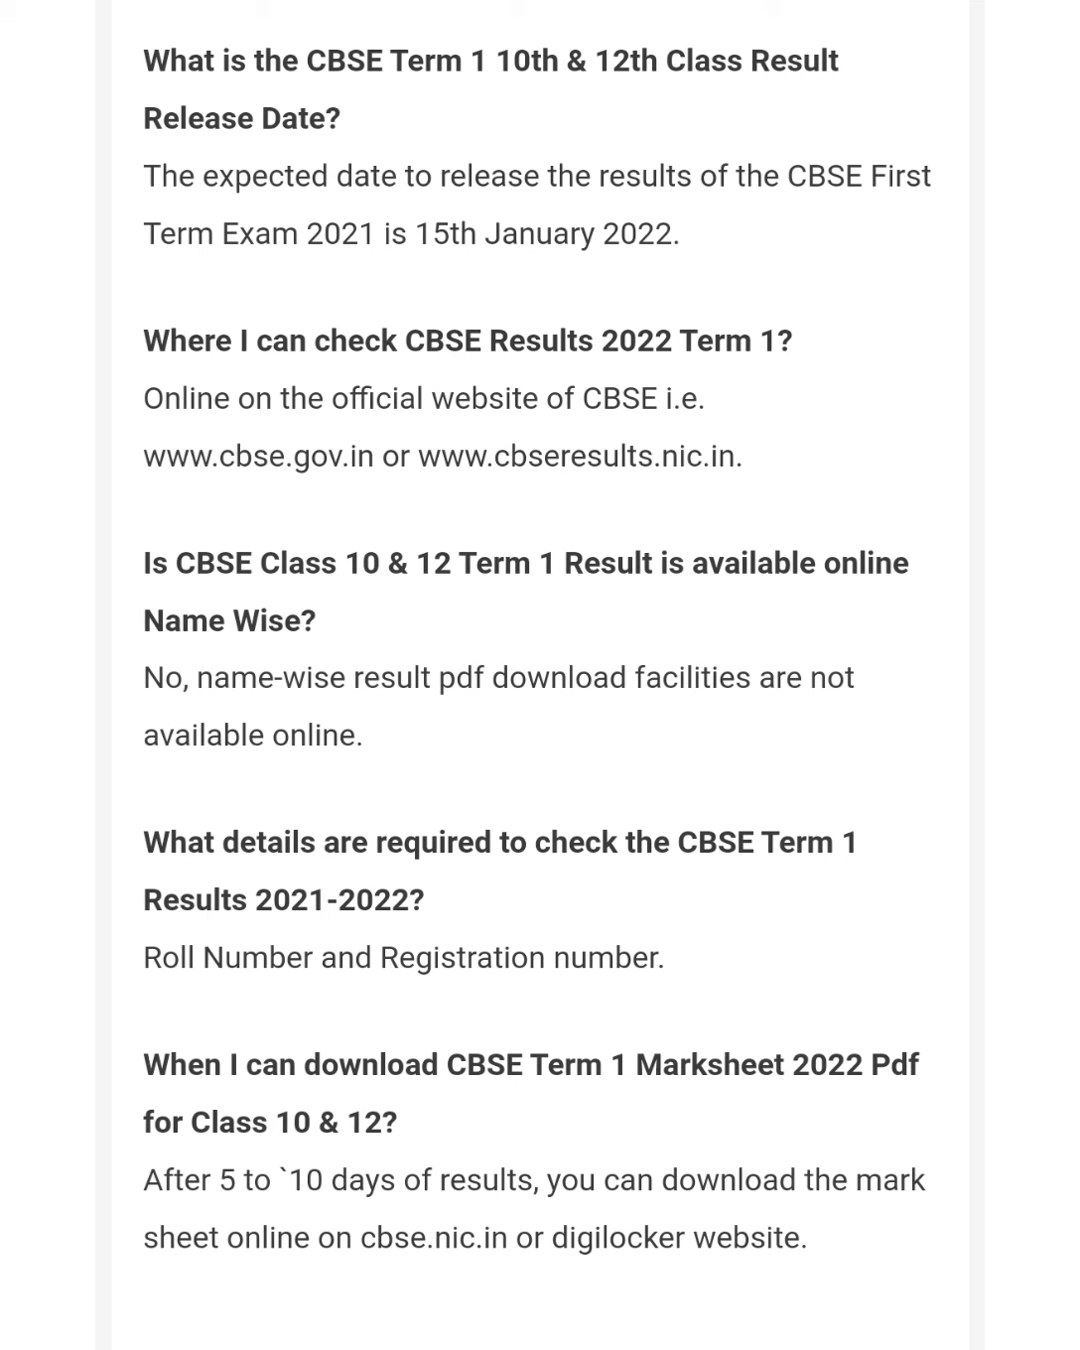 What is the CBSE Term 1 10th & 12th Class Result
Release Date?
The expected date to release the results of the CBSE First
Term Exam 2021 is 15th January 2022.
Where I can check CBSE Results 2022 Term 1?
Online on the official website of CBSE i.e.
www.cbse.gov.in or www.cbseresults.nic.in.
Is CBSE Class 10 & 12 Term 1 Result is available online
Name Wise?
No, name-wise result pdf download facilities are not
available online.
What details are required to check the CBSE Term 1
Results 2021-2022?
Roll Number and Registration number.
When I can download CBSE Term 1 Marksheet 2022 Pdf
for Class 10 & 12?
After 5 to `10 days of results, you can download the mark
sheet online on cbse.nic.in or digilocker website.